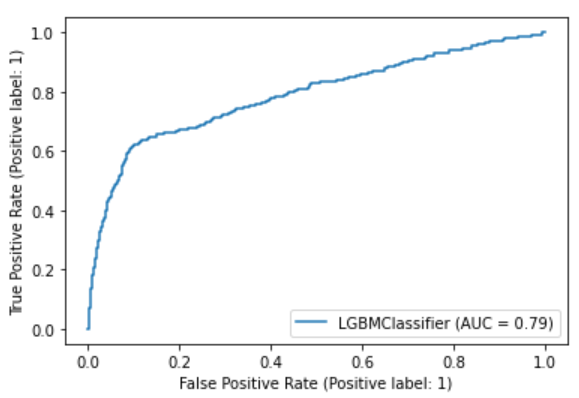 1.0
0.8
0.6
0.4
0.2
0.0
True Positive Rate (Positive label: 1)
LGBMClassifier (AUC = 0.79)
0.0 0.2 0.4 0.6 0.8 1.0
False Positive Rate (Positive label: 1)